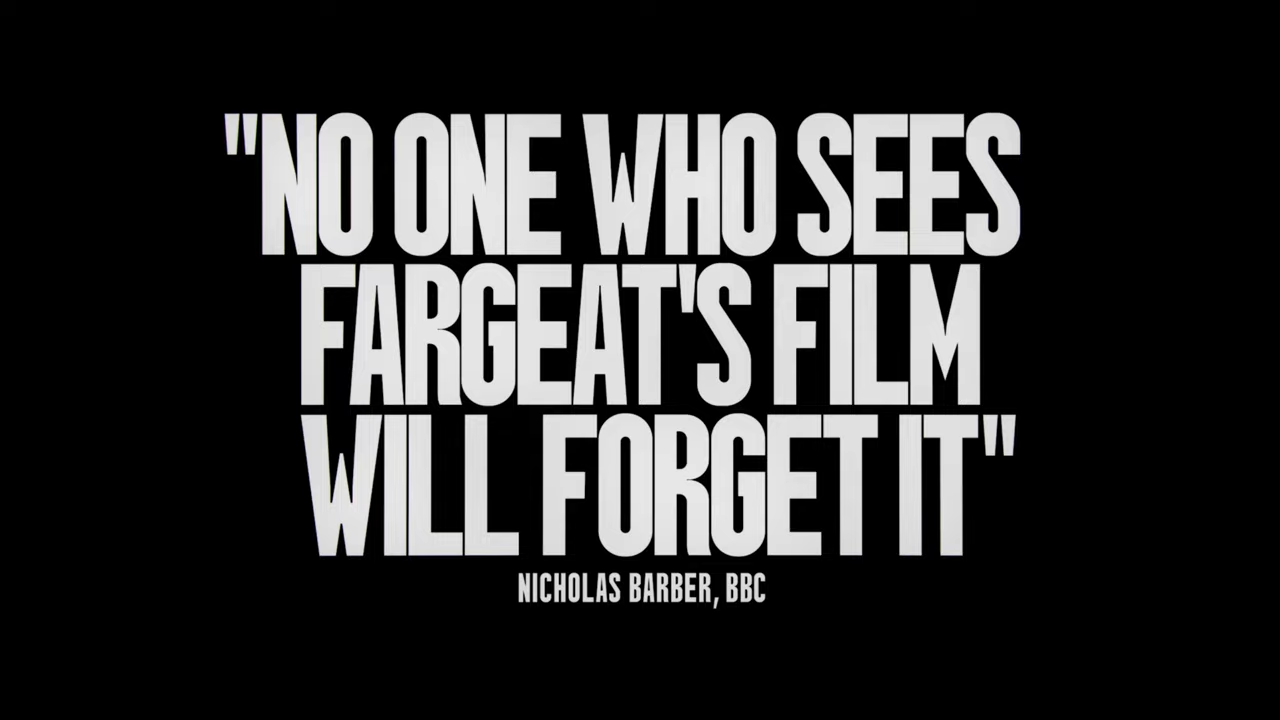 "NO ONE WHO SEES
FARGEAT'S FILM
WILL FORGET IT"
NICHOLAS BARBER, BBC